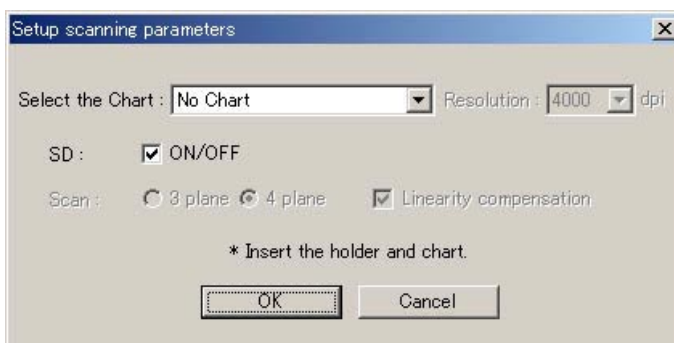 Setup scanning parameters
Select the Chart : No Chart Resolution : 4000 dpi
SD : ON/OFF
Scan : 3 plane 4 plane Linearity compensation
* Insert the holder and chart.
OK Cancel